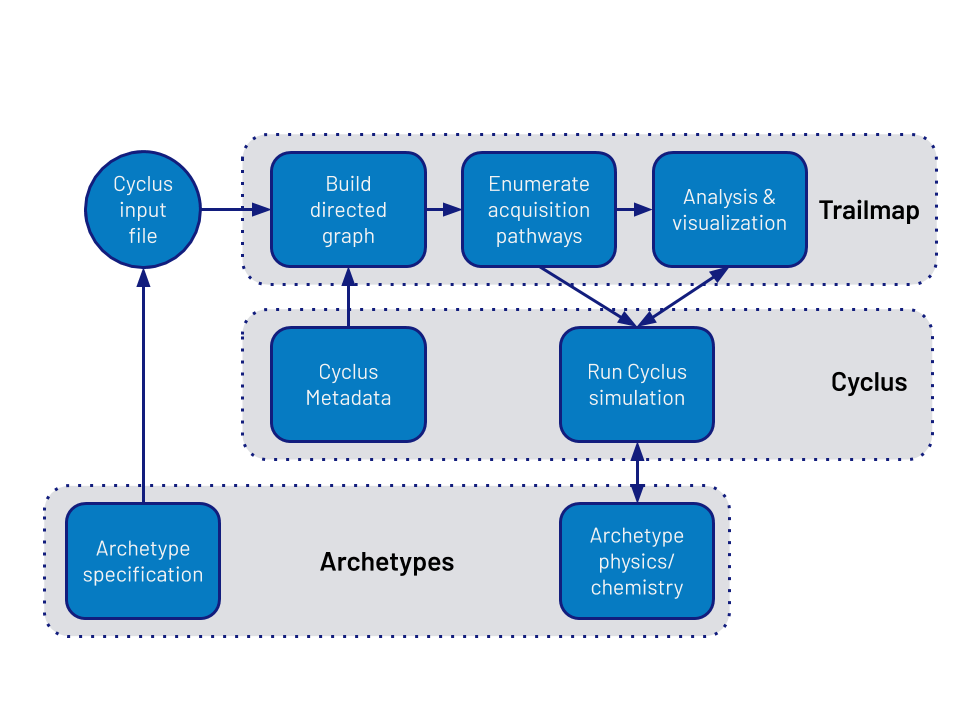 Cyclus
input
file
Build
directed
graph
Enumerate
acquisition
pathways
Analysis &
visualization
Trailmap
Cyclus
Metadata
Run Cyclus
simulation
Cyclus
Archetype
specification
Archetypes
Archetype
physics/
chemistry